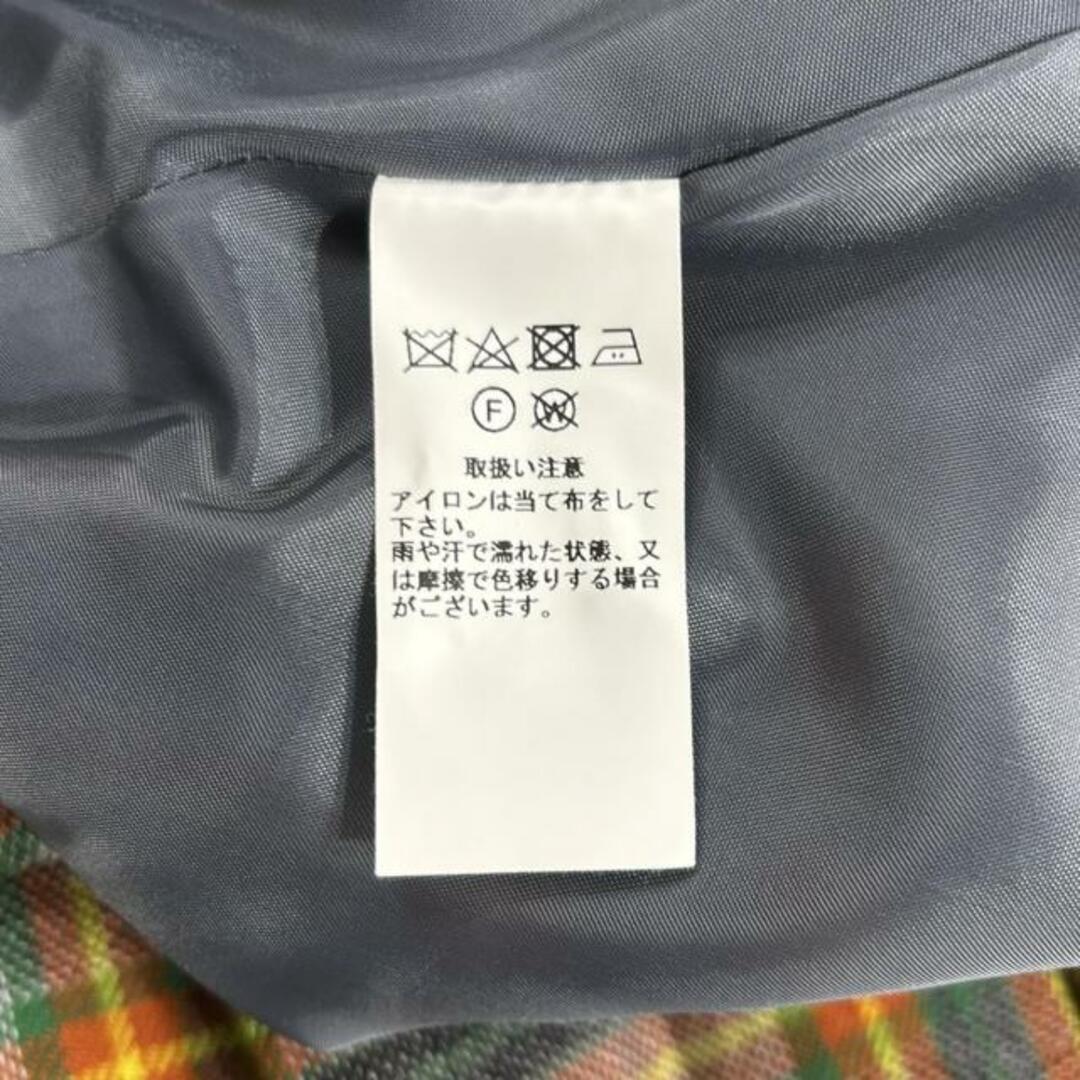 F W
取扱い注意
アイロンは当て布をして
下さい。
雨や汗で濡れた状態、又
は摩擦で色移りする場合
がございます。